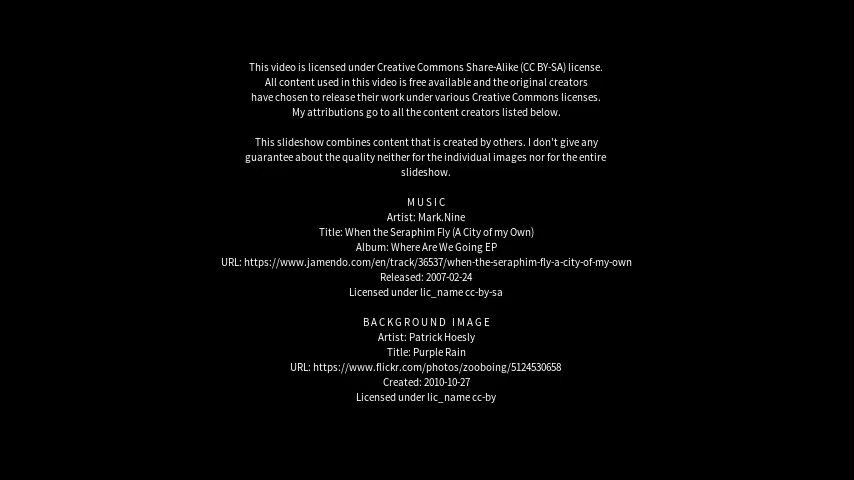 This video is licensed under Creative Commons Share-Alike (CC BY-SA) license.
All content used in this video is free available and the original creators
have chosen to release their work under various Creative Commons licenses.
My attributions go to all the content creators listed below.
This slideshow combines content that is created by others. I don't give any
guarantee about the quality neither for the individual images nor for the entire
slideshow.
MUSIC
Artist: Mark.Nine
Title: When the Seraphim Fly (A City of my Own)
Album: Where Are We Going EP
URL: https://www.jamendo.com/en/track/36537/when-the-seraphim-fly-a-city-of-my-own
Released: 2007-02-24
Licensed under lic_name cc-by-sa
BACKGROUND IMAGE
Artist: Patrick Hoesly
Title: Purple Rain
URL: https://www.flickr.com/photos/zooboing/5124530658
Created: 2010-10-27
Licensed under lic_name cc-by